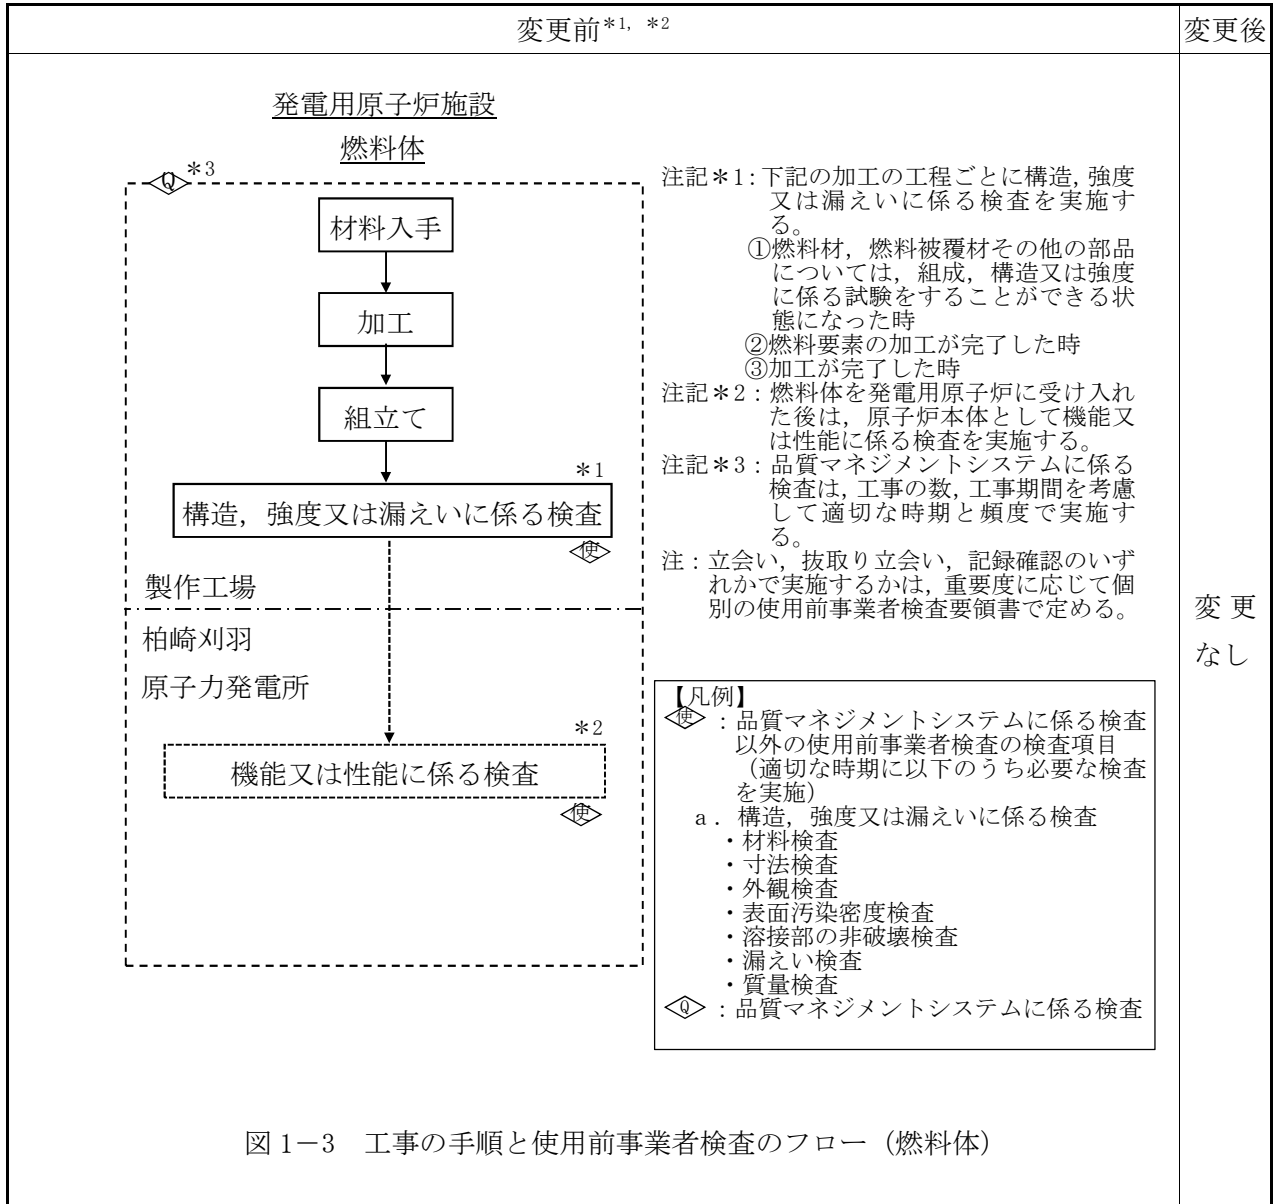 変更前*1, *2
変更後
発電用原子炉施設
燃料体
Q *3
材料入手
加工
組立て
*1
構造，強度又は漏えいに係る検査
使
製作工場
柏崎刈羽
原子力発電所
*2
機能又は性能に係る検査
使
注記＊1：下記の加工の工程ごとに構造，強度
又は漏えいに係る検査を実施す
る。
①燃料材，燃料被覆材その他の部品
については，組成，構造又は強度
に係る試験をすることができる状
態になった時
②燃料要素の加工が完了した時
③加工が完了した時
注記＊2：燃料体を発電用原子炉に受け入れ
た後は，原子炉本体として機能又
は性能に係る検査を実施する。
注記＊3：品質マネジメントシステムに係る
検査は，工事の数，工事期間を考慮
して適切な時期と頻度で実施す
る。
注：立会い，抜取り立会い，記録確認のいず
れかで実施するかは，重要度に応じて個
別の使用前事業者検査要領書で定める。
【凡例】
使：品質マネジメントシステムに係る検査
以外の使用前事業者検査の検査項目
（適切な時期に以下のうち必要な検査
を実施）
a．構造，強度又は漏えいに係る検査
・材料検査
・寸法検査
・外観検査
・表面汚染密度検査
・溶接部の非破壊検査
・漏えい検査
・質量検査
Q：品質マネジメントシステムに係る検査
変更
なし
図 1－3　工事の手順と使用前事業者検査のフロー（燃料体）